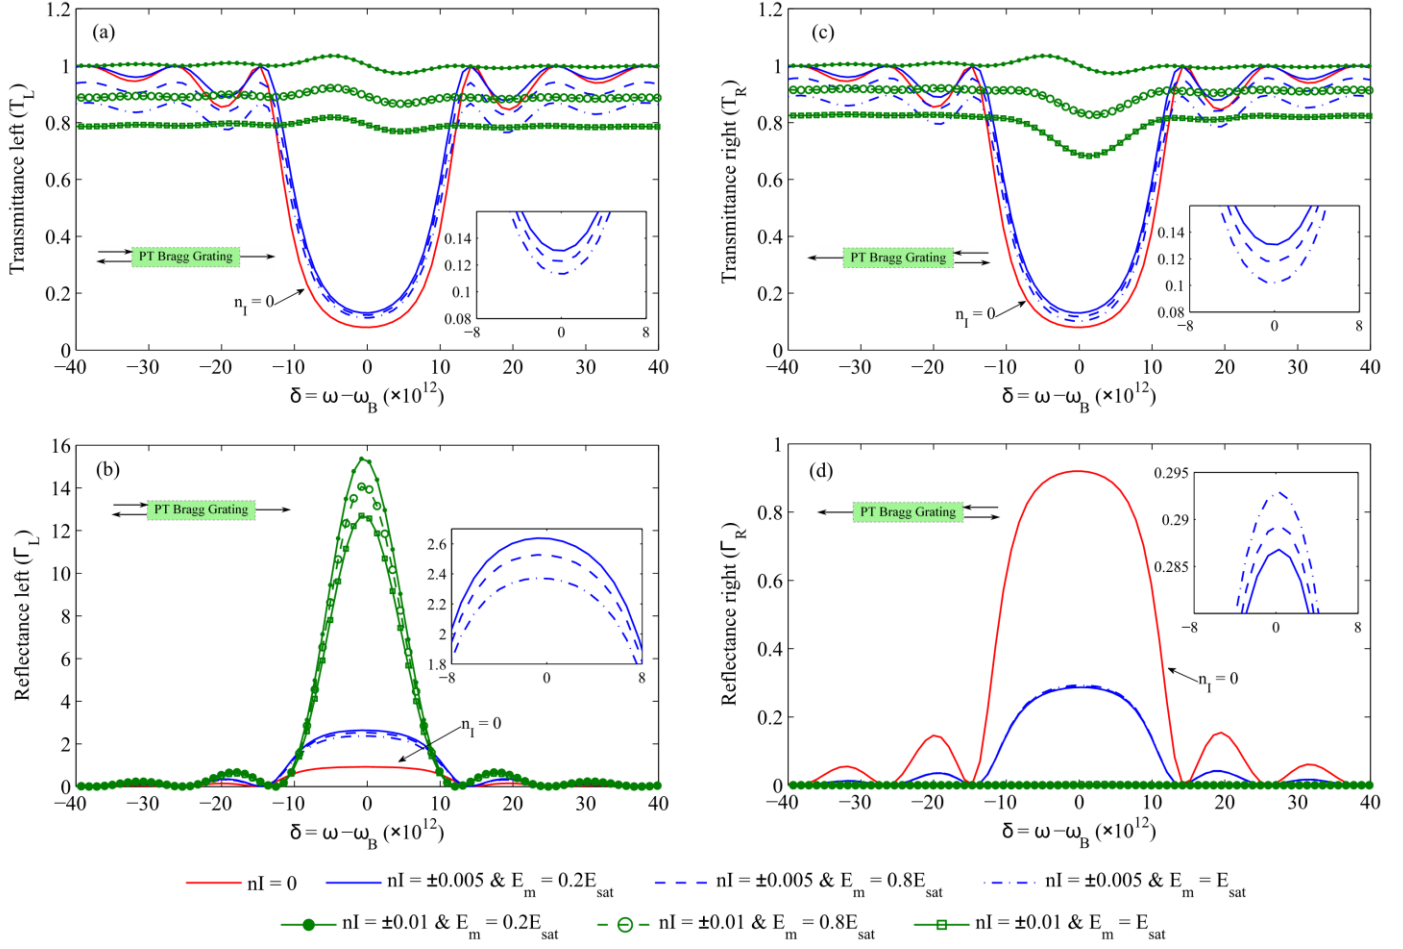 (a)
Transmittance left (T_L)
1.2
1
0.8
0.6
0.4
0.2
0
−40 −30 −20 −10 0 10 20 30 40
δ = ω − ω_B (×10^12)
PT Bragg Grating
n_I = 0
0.14
0.12
0.1
0.08
−8 0 8
(c)
Transmittance right (T_R)
1.2
1
0.8
0.6
0.4
0.2
0
−40 −30 −20 −10 0 10 20 30 40
δ = ω − ω_B (×10^12)
PT Bragg Grating
n_I = 0
0.14
0.12
0.1
0.08
−8 0 8
(b)
Reflectance left (Γ_L)
16
14
12
10
8
6
4
2
0
−40 −30 −20 −10 0 10 20 30 40
δ = ω − ω_B (×10^12)
PT Bragg Grating
n_I = 0
2.6
2.4
2.2
2
1.8
−8 0 8
(d)
Reflectance right (Γ_R)
1
0.8
0.6
0.4
0.2
0
−40 −30 −20 −10 0 10 20 30 40
δ = ω − ω_B (×10^12)
PT Bragg Grating
n_I = 0
0.295
0.29
0.285
−8 0 8
nI = 0
nI = ±0.005 & E_m = 0.2E_sat
nI = ±0.005 & E_m = 0.8E_sat
nI = ±0.005 & E_m = E_sat
nI = ±0.01 & E_m = 0.2E_sat
nI = ±0.01 & E_m = 0.8E_sat
nI = ±0.01 & E_m = E_sat